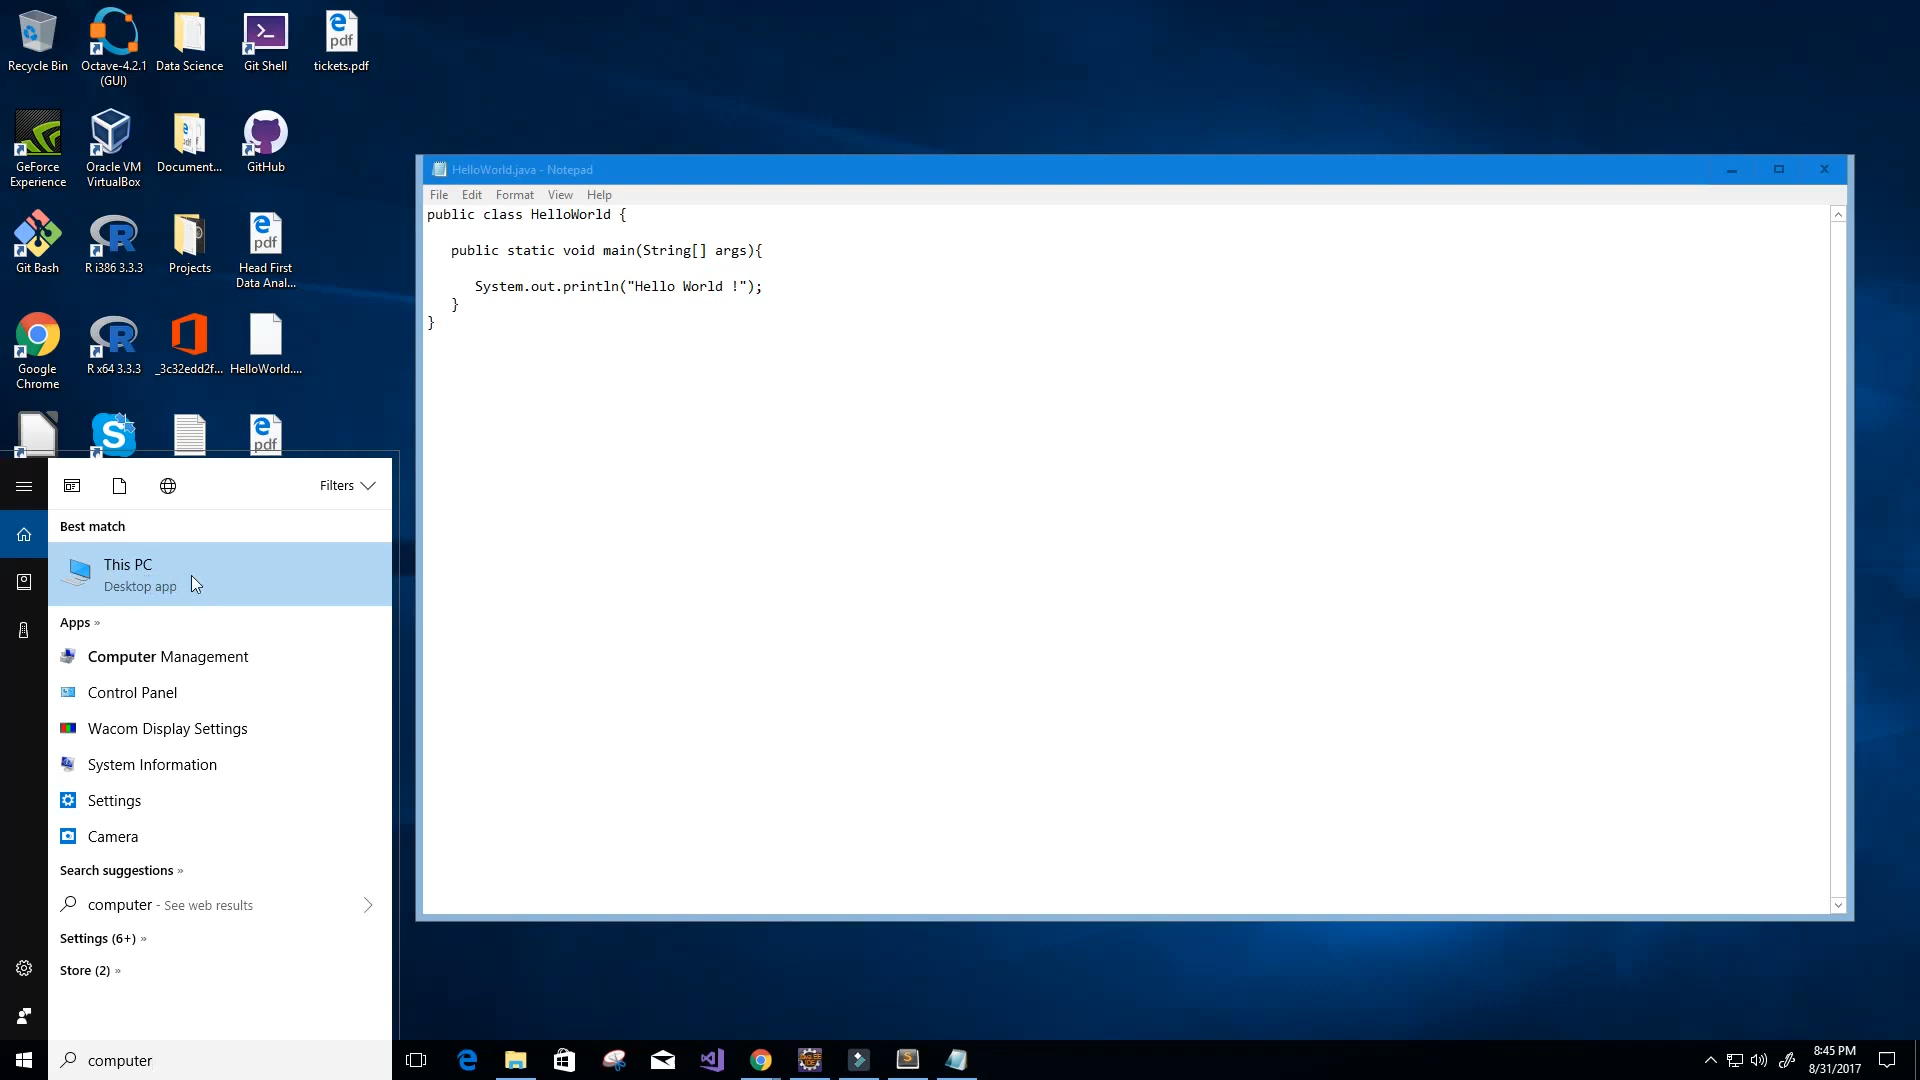 Recycle Bin
Octave-4.2.1
(GUI)
Data Science
Git Shell
tickets.pdf
GeForce
Experience
Oracle VM
VirtualBox
Document...
GitHub
Git Bash
R i386 3.3.3
Projects
Head First
Data Anal...
Google
Chrome
R x64 3.3.3
_3c32edd2f...
HelloWorld....
HelloWorld.java - Notepad
File Edit Format View Help
public class HelloWorld {
public static void main(String[] args){
System.out.println("Hello World !");
}
}
Filters
Best match
This PC
Desktop app
Apps »
Computer Management
Control Panel
Wacom Display Settings
System Information
Settings
Camera
Search suggestions »
computer - See web results
Settings (6+) »
Store (2) »
computer
8:45 PM
8/31/2017